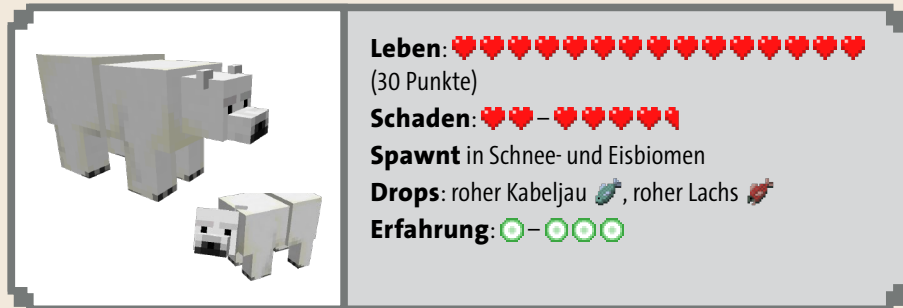 Leben:
(30 Punkte)
Schaden: –
Spawnt in Schnee- und Eisbiomen
Drops: roher Kabeljau , roher Lachs
Erfahrung: –